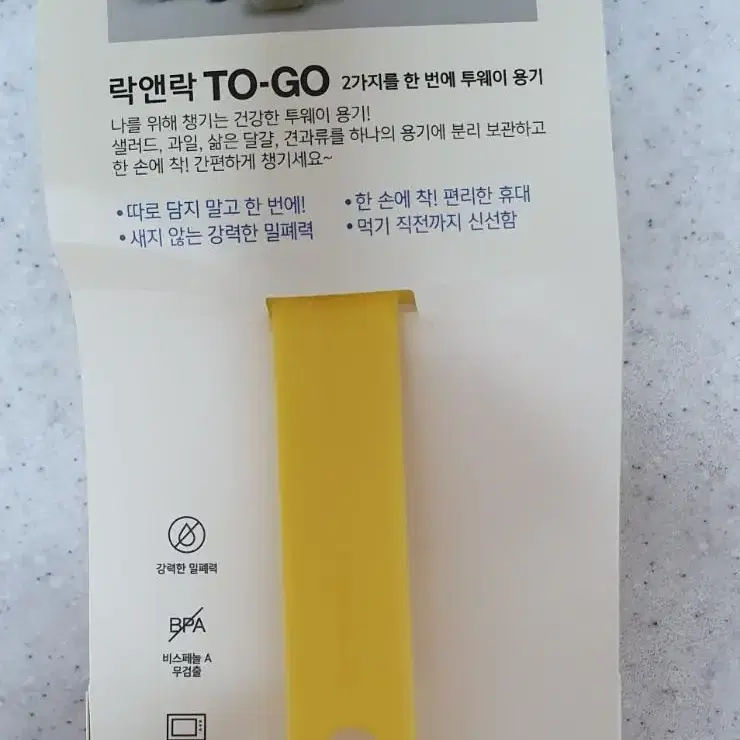 락앤락 TO-GO 2가지를 한 번에 투웨이 용기
나를 위해 챙기는 건강한 투웨이 용기!
샐러드, 과일, 삶은 달걀, 견과류를 하나의 용기에 분리 보관하고
한 손에 착! 간편하게 챙기세요~
•따로 담지 말고 한 번에! •한 손에 착! 편리한 휴대
•새지 않는 강력한 밀폐력 •먹기 직전까지 신선함
강력한 밀폐력
BPA
비스페놀 A
무검출